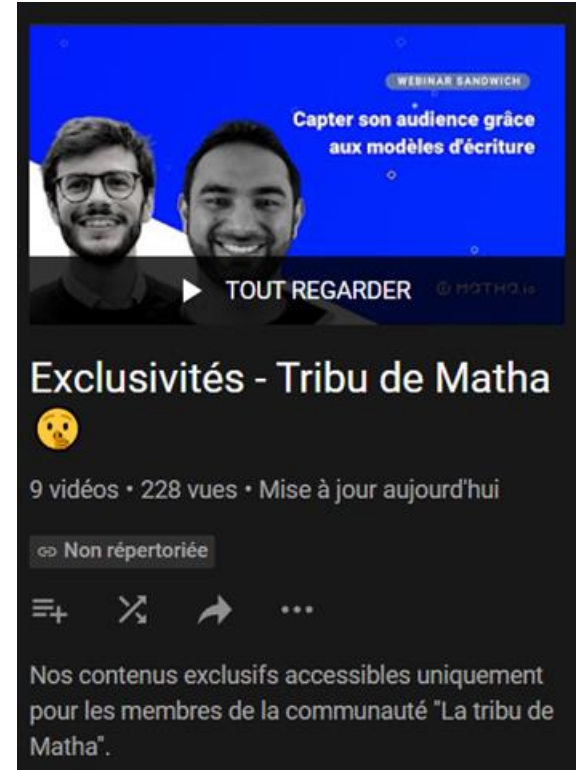 WEBINAR SANDWICH
Capter son audience grâce
aux modèles d'écriture
TOUT REGARDER
MATHA.io
Exclusivités - Tribu de Matha
🤫
9 vidéos • 228 vues • Mise à jour aujourd'hui
Non répertoriée
Nos contenus exclusifs accessibles uniquement
pour les membres de la communauté "La tribu de
Matha".